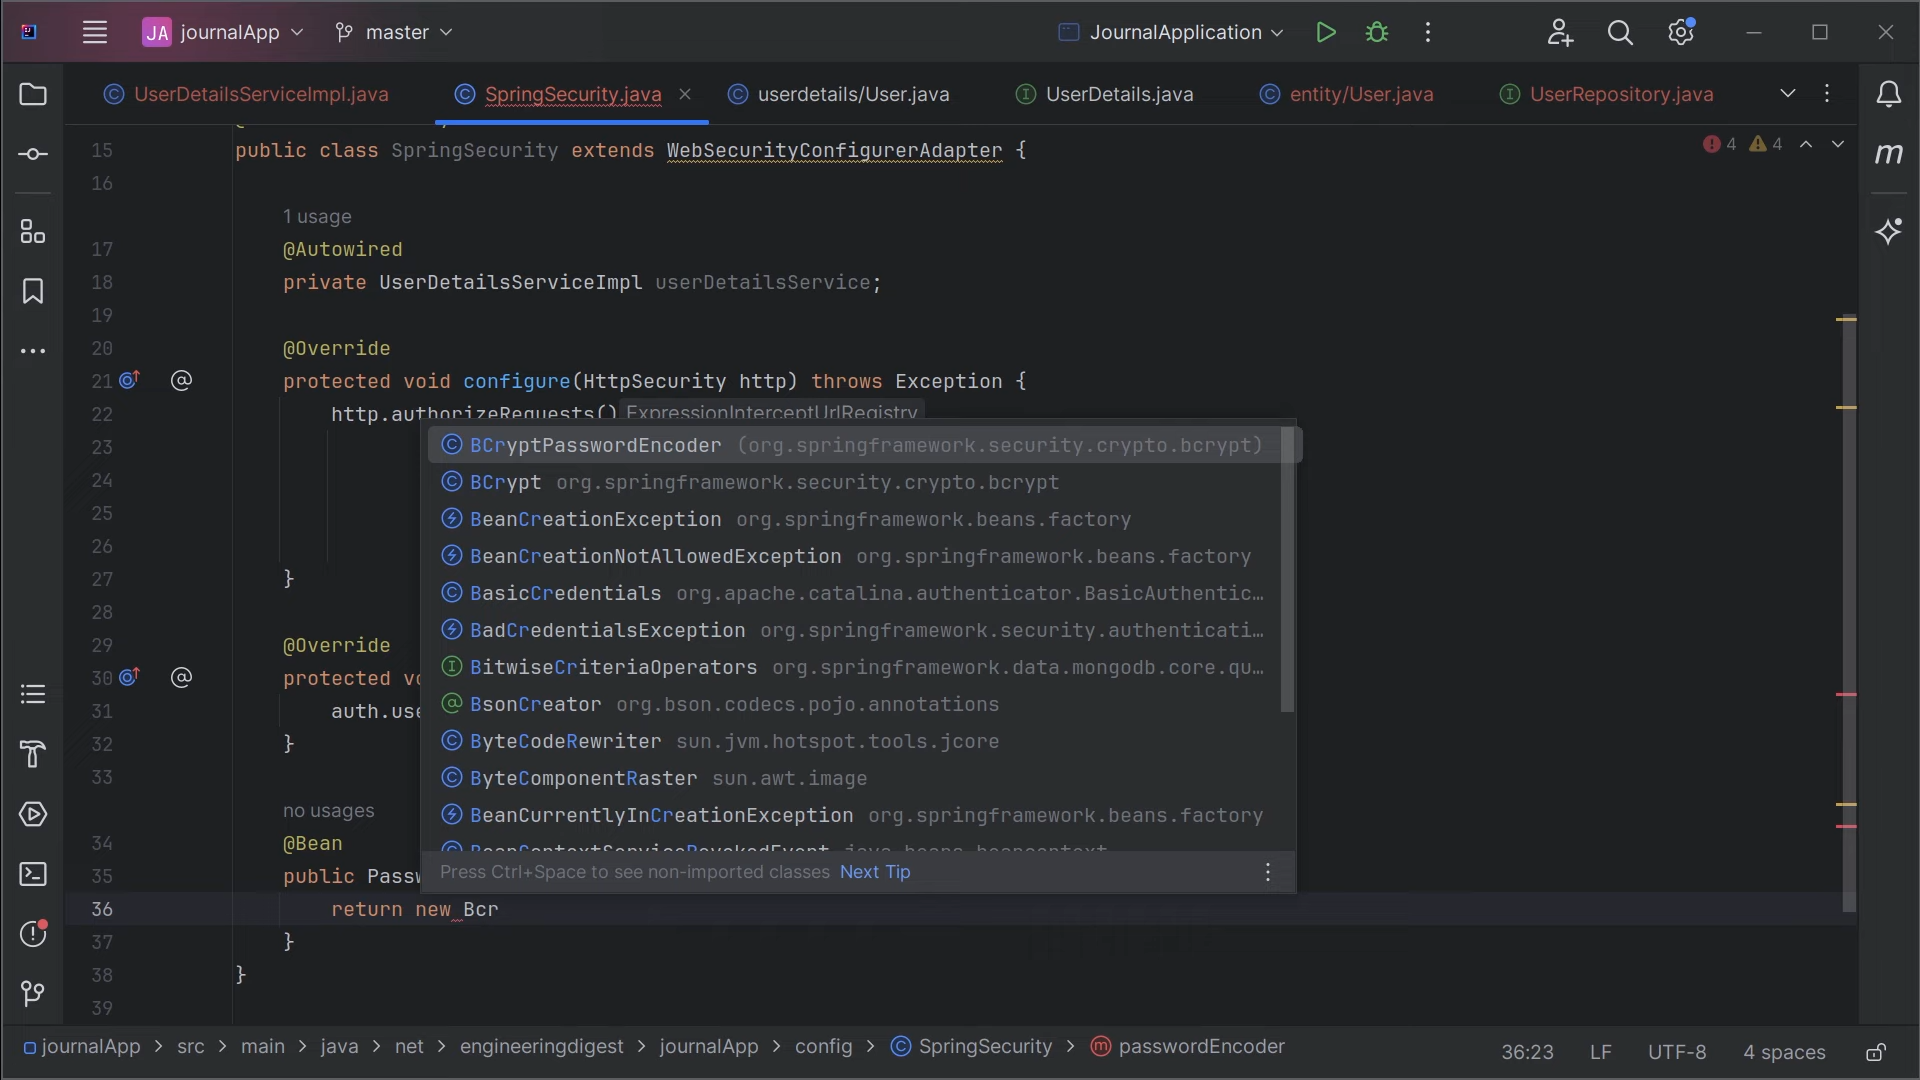 JA journalApp master JournalApplication
UserDetailsServiceImpl.java SpringSecurity.java userdetails/User.java UserDetails.java entity/User.java UserRepository.java
15 public class SpringSecurity extends WebSecurityConfigurerAdapter { 4 4
16
1 usage
17 @Autowired
18 private UserDetailsServiceImpl userDetailsService;
19
20 @Override
21 @ protected void configure(HttpSecurity http) throws Exception {
22 http.authorizeRequests() ExpressionInterceptUrlRegistry
23 BCryptPasswordEncoder (org.springframework.security.crypto.bcrypt)
24 BCrypt org.springframework.security.crypto.bcrypt
25 BeanCreationException org.springframework.beans.factory
26 BeanCreationNotAllowedException org.springframework.beans.factory
27 } BasicCredentials org.apache.catalina.authenticator.BasicAuthentic…
28 BadCredentialsException org.springframework.security.authenticati…
29 @Override BitwiseCriteriaOperators org.springframework.data.mongodb.core.qu…
30 @ protected vo BsonCreator org.bson.codecs.pojo.annotations
31 auth.use ByteCodeRewriter sun.jvm.hotspot.tools.jcore
32 }
33 ByteComponentRaster sun.awt.image
no usages BeanCurrentlyInCreationException org.springframework.beans.factory
34 @Bean BeanContextServiceRevokedEvent java.beans.beancontext
35 public Passw Press Ctrl+Space to see non-imported classes Next Tip
36 return new Bcr
37 }
38 }
39
journalApp > src > main > java > net > engineeringdigest > journalApp > config > SpringSecurity > passwordEncoder 36:23 LF UTF-8 4 spaces